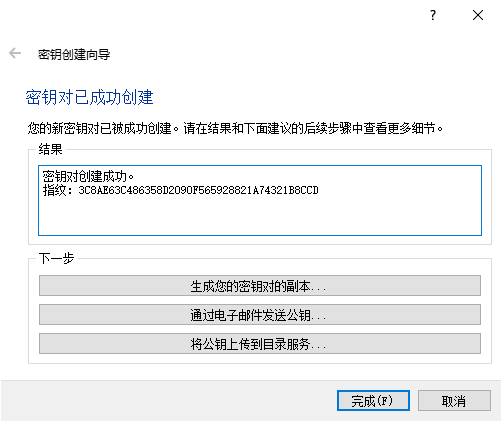 密钥创建向导
密钥对已成功创建
您的新密钥对已被成功创建。请在结果和下面建议的后续步骤中查看更多细节。
结果
密钥对创建成功。
指纹: 3C8AE63C486358D2090F565928821A74321B8CCD
下一步
生成您的密钥对的副本...
通过电子邮件发送公钥...
将公钥上传到目录服务...
完成(F)
取消